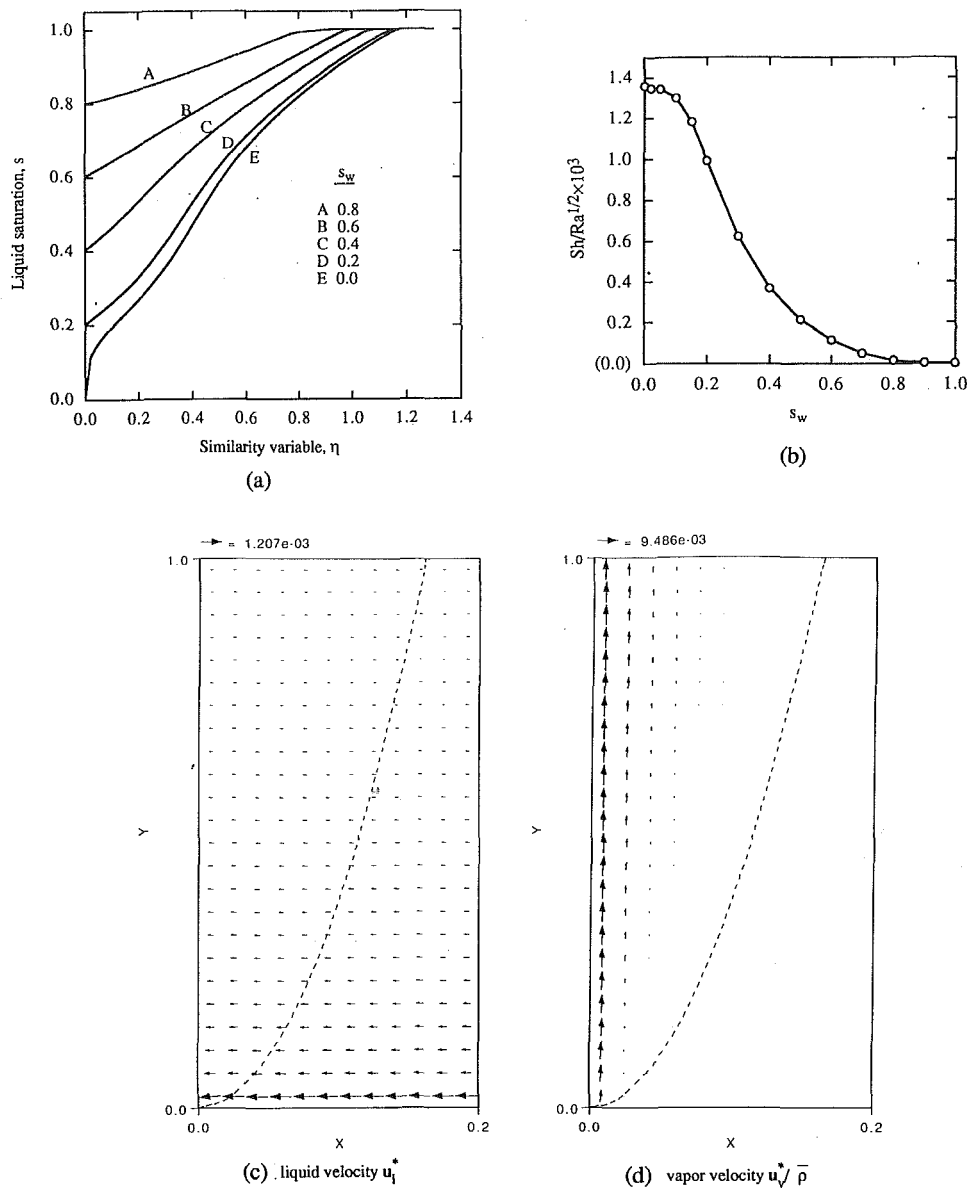 1.0
0.8
0.6
0.4
0.2
0.0
Liquid saturation, s
A
B
C
D
E
s_w
A 0.8
B 0.6
C 0.4
D 0.2
E 0.0
0.0 0.2 0.4 0.6 0.8 1.0 1.2 1.4
Similarity variable, η
(a)
1.4
1.2
1.0
0.8
0.6
0.4
0.2
(0.0)
Sh/Ra^1/2×10^3
0.0 0.2 0.4 0.6 0.8 1.0
s_w
(b)
= 1.207e-03
1.0
Y
0.0
0.0 0.2
X
(c) liquid velocity u_l^*
= 9.486e-03
1.0
Y
0.0
0.0 0.2
X
(d) vapor velocity u_v^*/ ρ̅